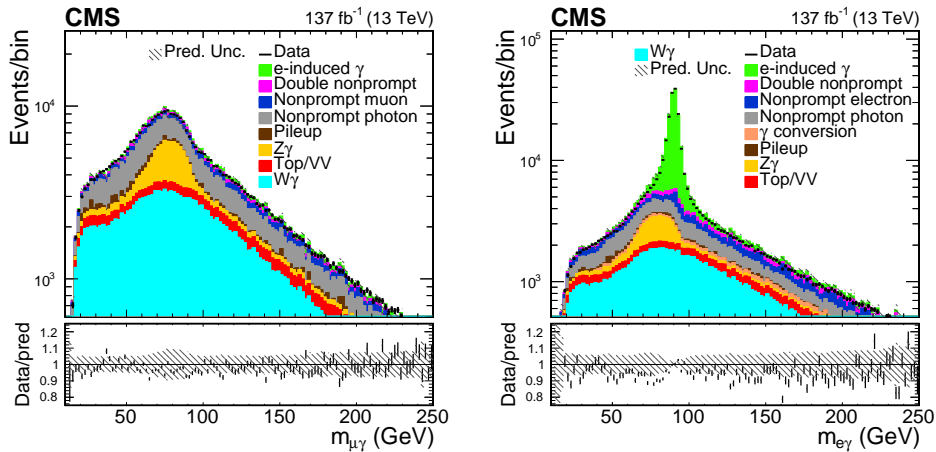 CMS 137 fb⁻¹ (13 TeV)
Events/bin
10⁴
10³
Pred. Unc.
Data
e-induced γ
Double nonprompt
Nonprompt muon
Nonprompt photon
Pileup
Zγ
Top/VV
Wγ
Data/pred
1.2
1.1
1
0.9
0.8
50 100 150 200 250
m_μγ (GeV)
CMS 137 fb⁻¹ (13 TeV)
Events/bin
10⁵
10⁴
10³
Wγ
Pred. Unc.
Data
e-induced γ
Double nonprompt
Nonprompt electron
Nonprompt photon
γ conversion
Pileup
Zγ
Top/VV
Data/pred
1.2
1.1
1
0.9
0.8
50 100 150 200 250
m_eγ (GeV)